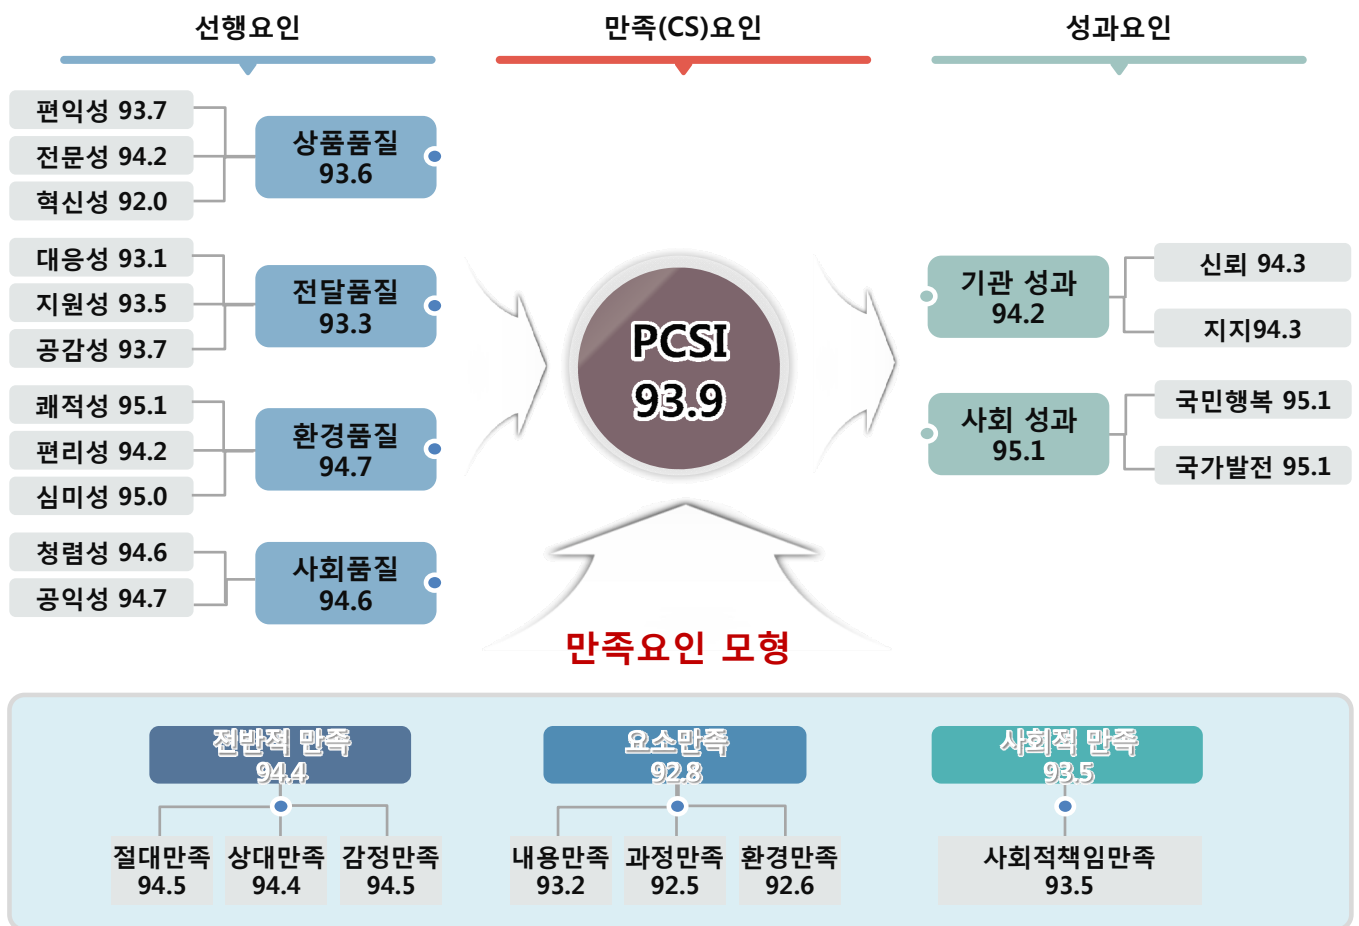 선행요인
만족(CS)요인
성과요인
편익성 93.7
전문성 94.2
혁신성 92.0
상품품질
93.6
대응성 93.1
지원성 93.5
공감성 93.7
전달품질
93.3
쾌적성 95.1
편리성 94.2
심미성 95.0
환경품질
94.7
청렴성 94.6
공익성 94.7
사회품질
94.6
PCSI
93.9
기관 성과
94.2
신뢰 94.3
지지94.3
사회 성과
95.1
국민행복 95.1
국가발전 95.1
만족요인 모형
전반적 만족
94.4
절대만족
94.5
상대만족
94.4
감정만족
94.5
요소만족
92.8
내용만족
93.2
과정만족
92.5
환경만족
92.6
사회적 만족
93.5
사회적책임만족
93.5